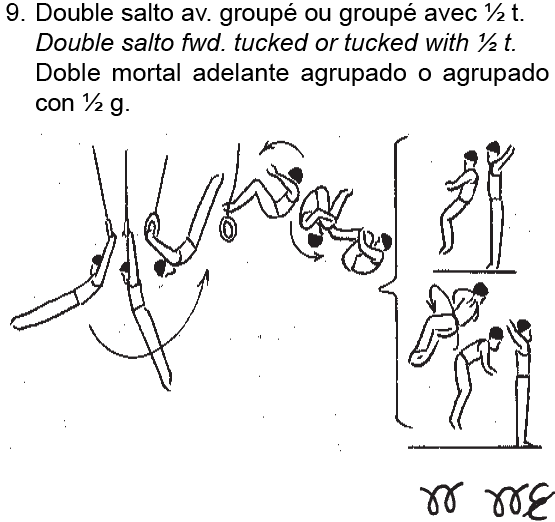 9. Double salto av. groupé ou groupé avec ½ t.
Double salto fwd. tucked or tucked with ½ t.
Doble mortal adelante agrupado o agrupado
con ½ g.